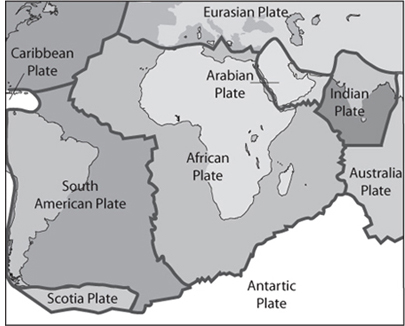 Eurasian Plate
Caribbean
Plate
Arabian
Plate
Indian
Plate
African
Plate
Australia
Plate
South
American Plate
Antartic
Plate
Scotia Plate